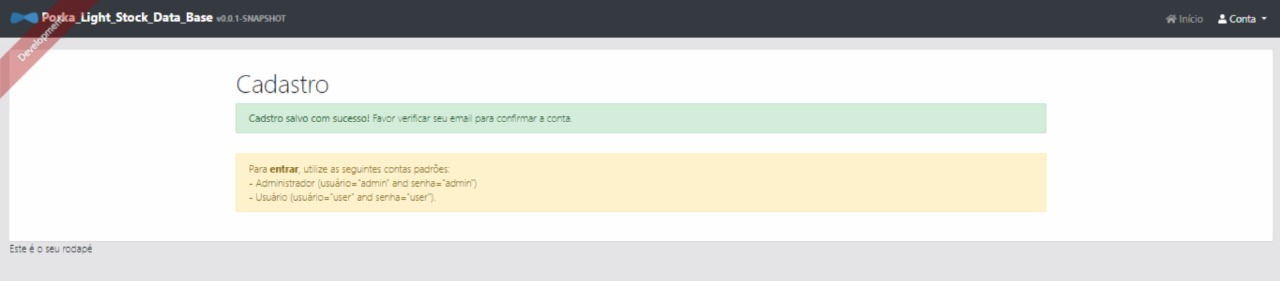 Porka_Light_Stock_Data_Base v0.0.1-SNAPSHOT
Início Conta
Development
Cadastro
Cadstro salvo com sucesso! Favor verificar seu email para confirmar a conta.
Para entrar, utilize as seguintes contas padrões:
- Administrador (usuário="admin" and senha="admin")
- Usuário (usuário="user" and senha="user").
Este é o seu rodapé